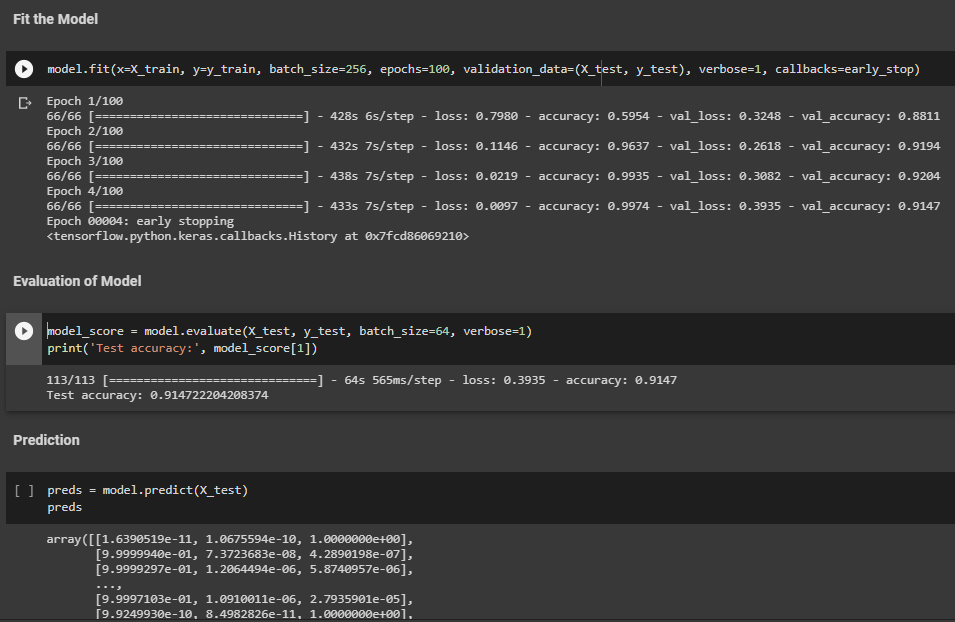 Fit the Model
model.fit(x=X_train, y=y_train, batch_size=256, epochs=100, validation_data=(X_test, y_test), verbose=1, callbacks=early_stop)
Epoch 1/100
66/66 [==============================] - 428s 6s/step - loss: 0.7980 - accuracy: 0.5954 - val_loss: 0.3248 - val_accuracy: 0.8811
Epoch 2/100
66/66 [==============================] - 432s 7s/step - loss: 0.1146 - accuracy: 0.9637 - val_loss: 0.2618 - val_accuracy: 0.9194
Epoch 3/100
66/66 [==============================] - 438s 7s/step - loss: 0.0219 - accuracy: 0.9935 - val_loss: 0.3082 - val_accuracy: 0.9204
Epoch 4/100
66/66 [==============================] - 433s 7s/step - loss: 0.0097 - accuracy: 0.9974 - val_loss: 0.3935 - val_accuracy: 0.9147
Epoch 00004: early stopping
<tensorflow.python.keras.callbacks.History at 0x7fcd86069210>
Evaluation of Model
model_score = model.evaluate(X_test, y_test, batch_size=64, verbose=1)
print('Test accuracy:', model_score[1])
113/113 [==============================] - 64s 565ms/step - loss: 0.3935 - accuracy: 0.9147
Test accuracy: 0.914722204208374
Prediction
[ ] preds = model.predict(X_test)
preds
array([[1.6390519e-11, 1.0675594e-10, 1.0000000e+00],
[9.9999940e-01, 7.3723683e-08, 4.2890198e-07],
[9.9999297e-01, 1.2064494e-06, 5.8740957e-06],
...,
[9.9997103e-01, 1.0910011e-06, 2.7935901e-05],
[9.9249930e-10, 8.4982826e-11, 1.0000000e+00],